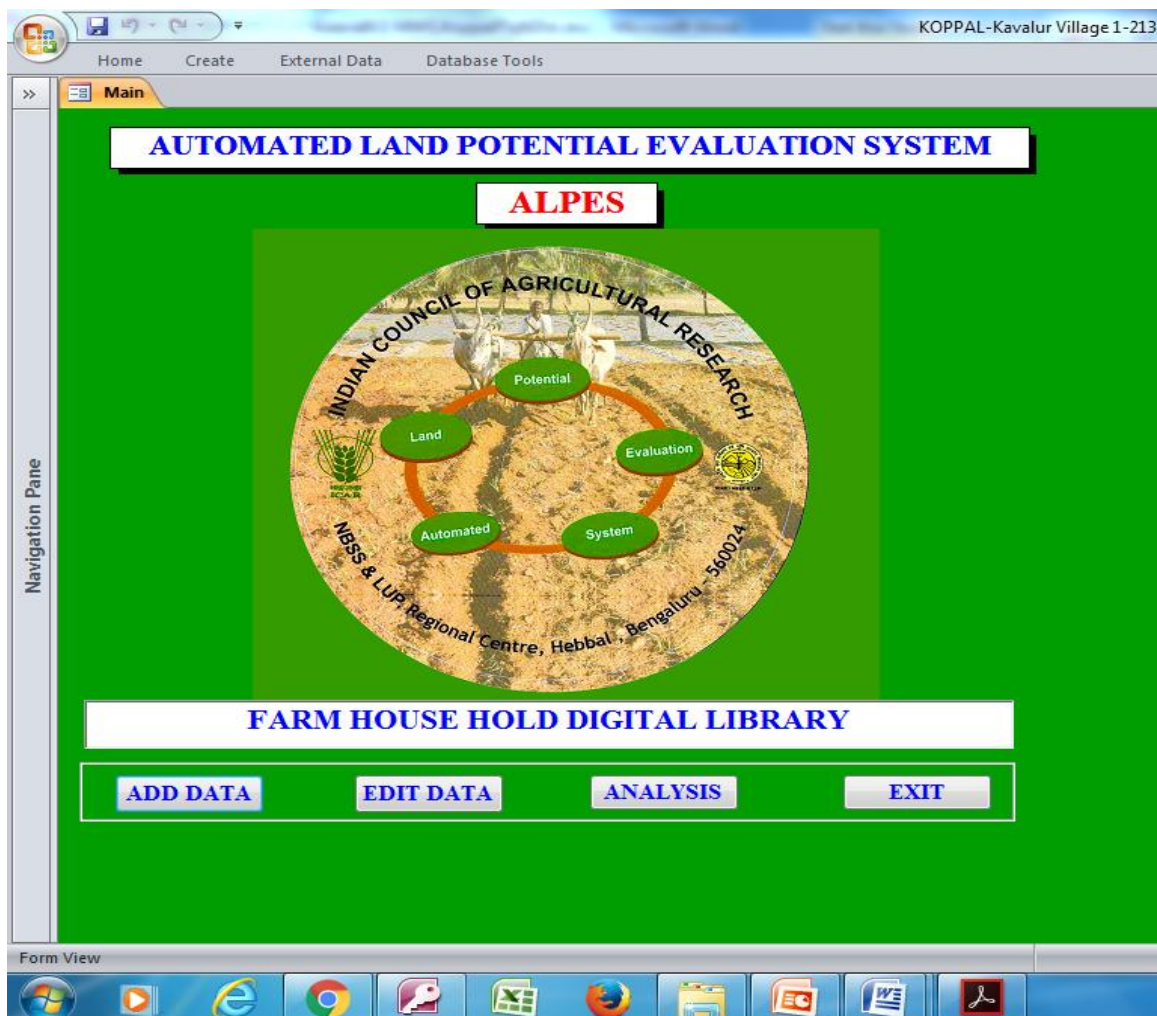 KOPPAL-Kavalur Village 1-213
Home Create External Data Database Tools
Main
AUTOMATED LAND POTENTIAL EVALUATION SYSTEM
ALPES
INDIAN COUNCIL OF AGRICULTURAL RESEARCH
Potential
Land
Evaluation
ICAR
Automated
System
NBSS & LUP, Regional Centre, Hebbal , Bengaluru - 560024
Navigation Pane
FARM HOUSE HOLD DIGITAL LIBRARY
ADD DATA EDIT DATA ANALYSIS EXIT
Form View